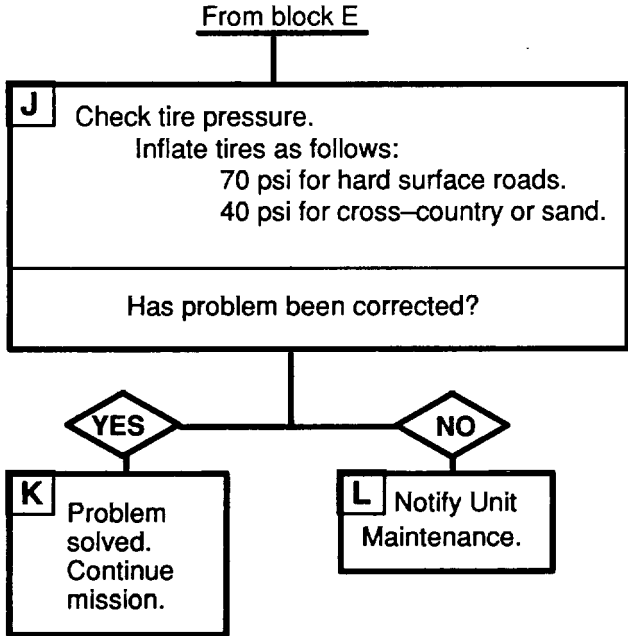 From block E
J
Check tire pressure.
Inflate tires as follows:
70 psi for hard surface roads.
40 psi for cross–country or sand.
Has problem been corrected?
YES
NO
K
Problem
solved.
Continue
mission.
L
Notify Unit
Maintenance.